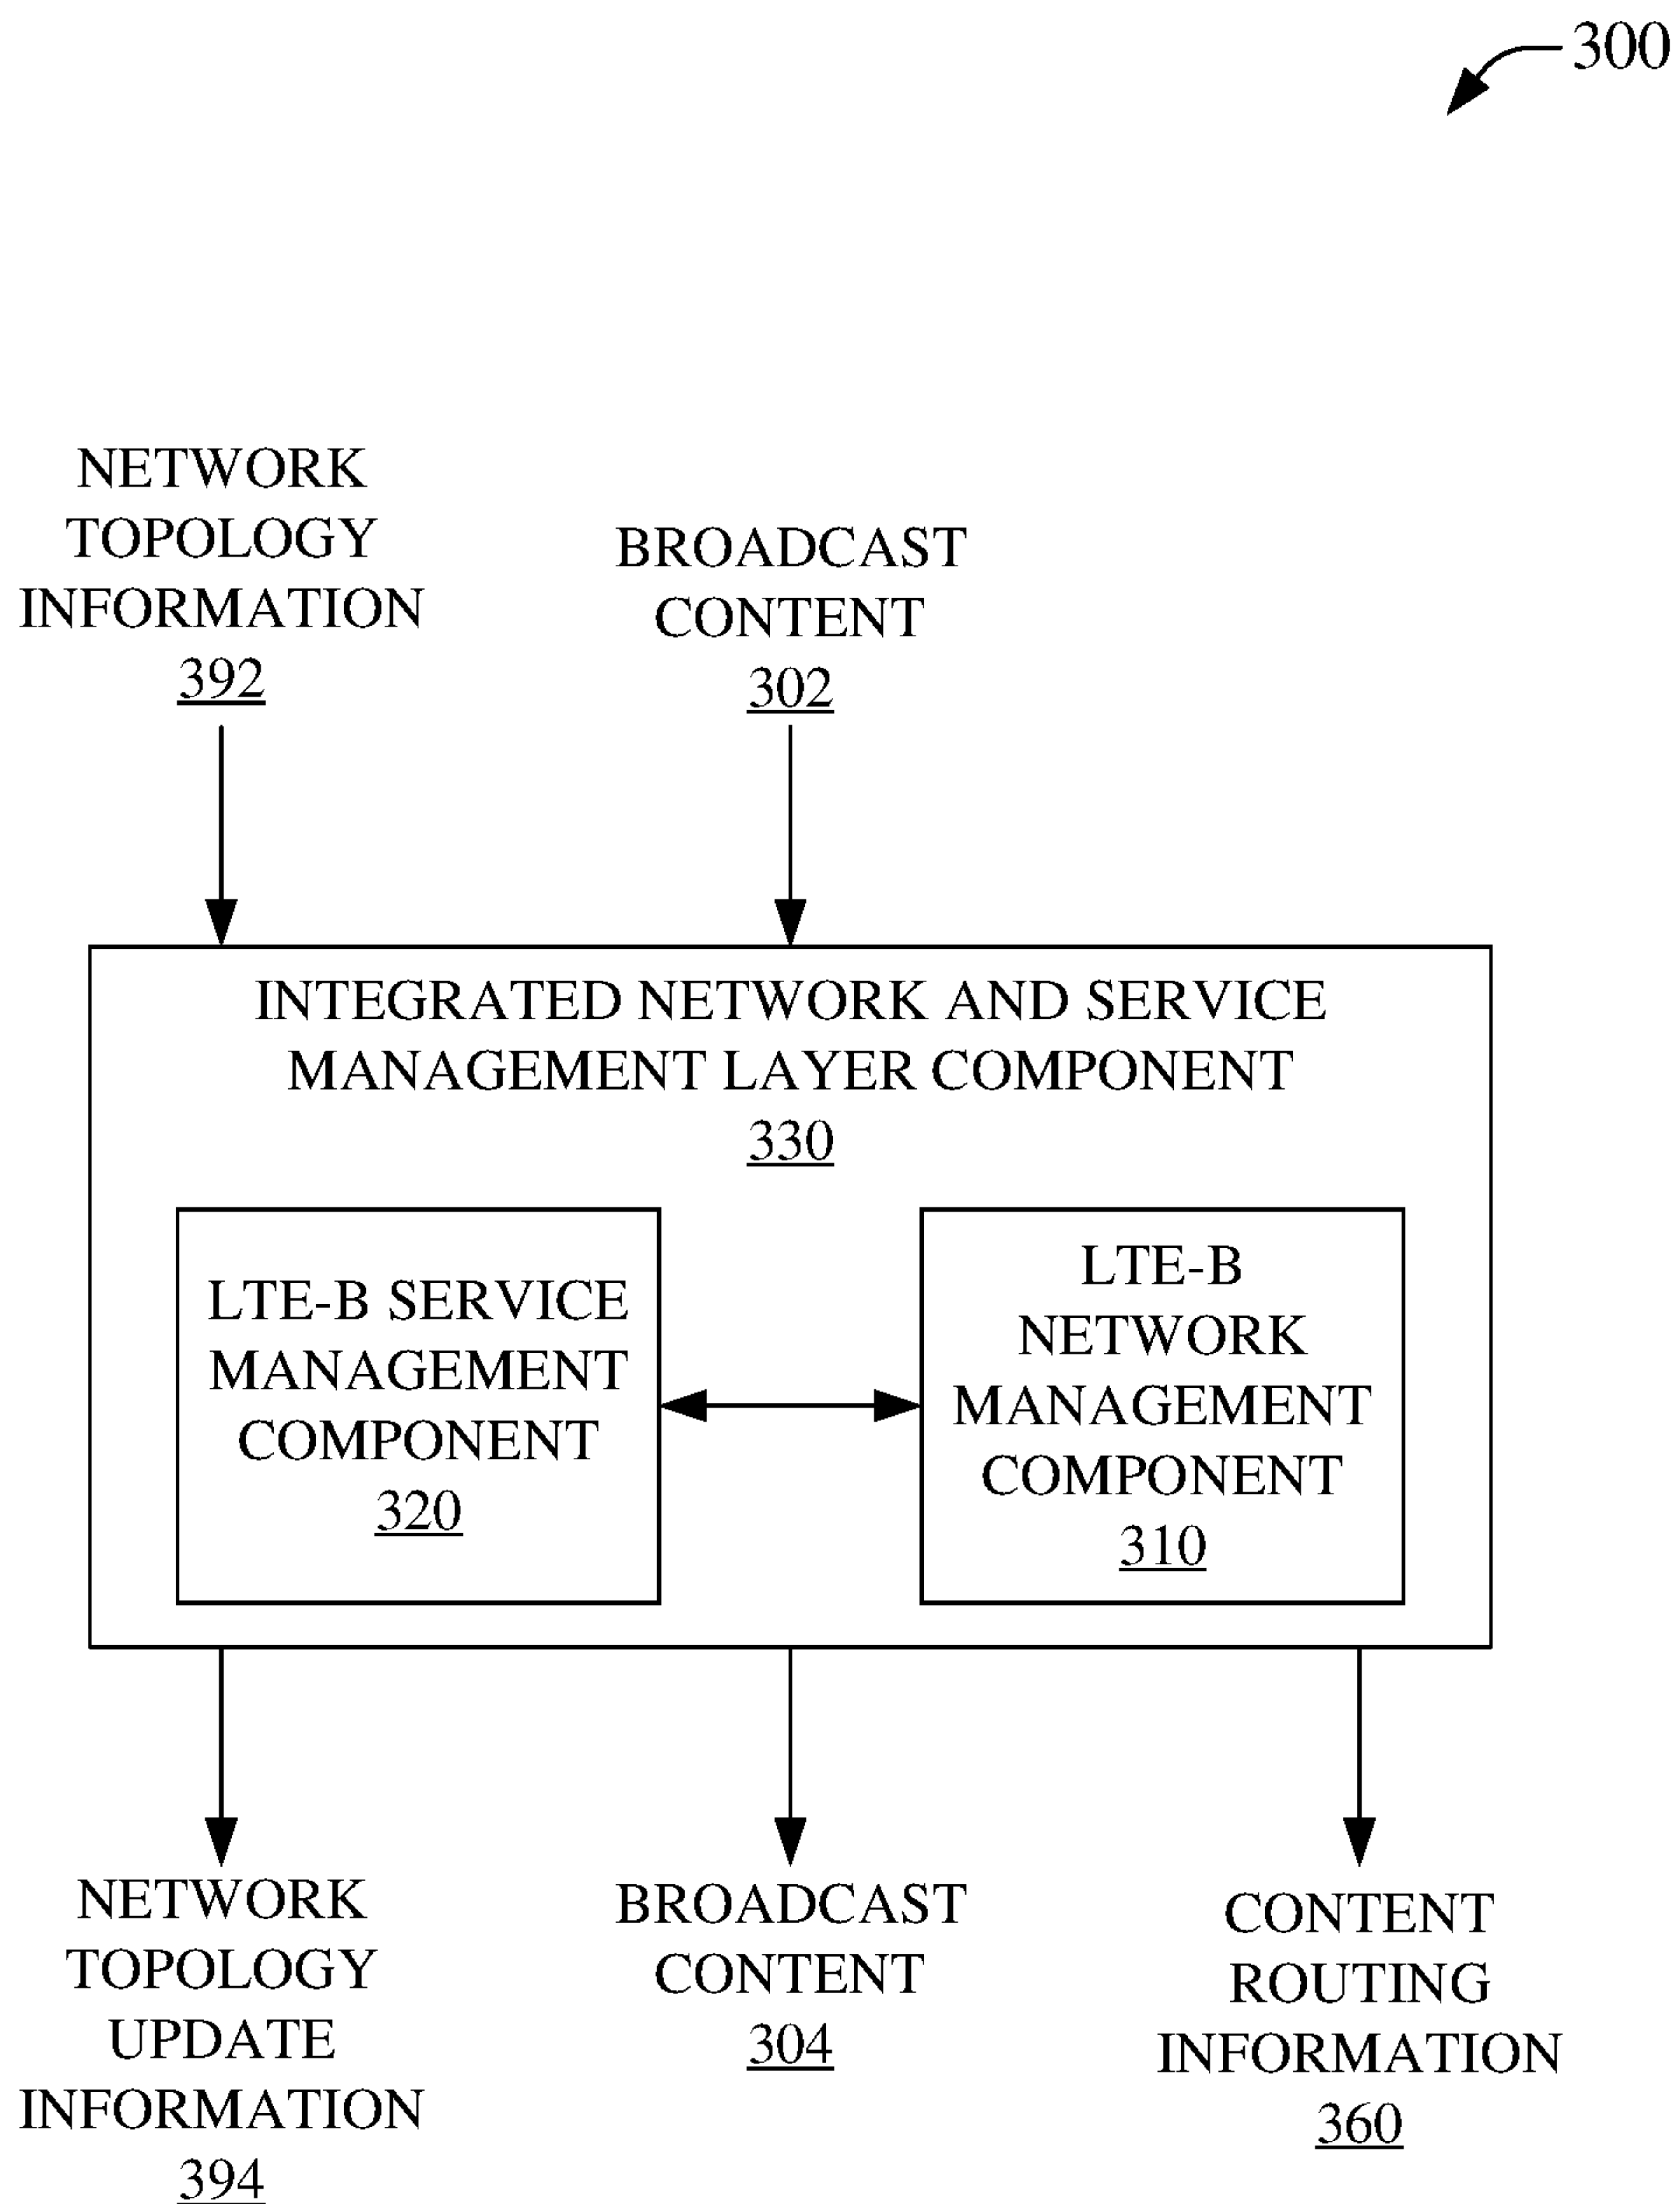 300
NETWORK
TOPOLOGY
INFORMATION
392
BROADCAST
CONTENT
302
INTEGRATED NETWORK AND SERVICE
MANAGEMENT LAYER COMPONENT
330
LTE-B SERVICE
MANAGEMENT
COMPONENT
320
LTE-B
NETWORK
MANAGEMENT
COMPONENT
310
NETWORK
TOPOLOGY
UPDATE
INFORMATION
394
BROADCAST
CONTENT
304
CONTENT
ROUTING
INFORMATION
360